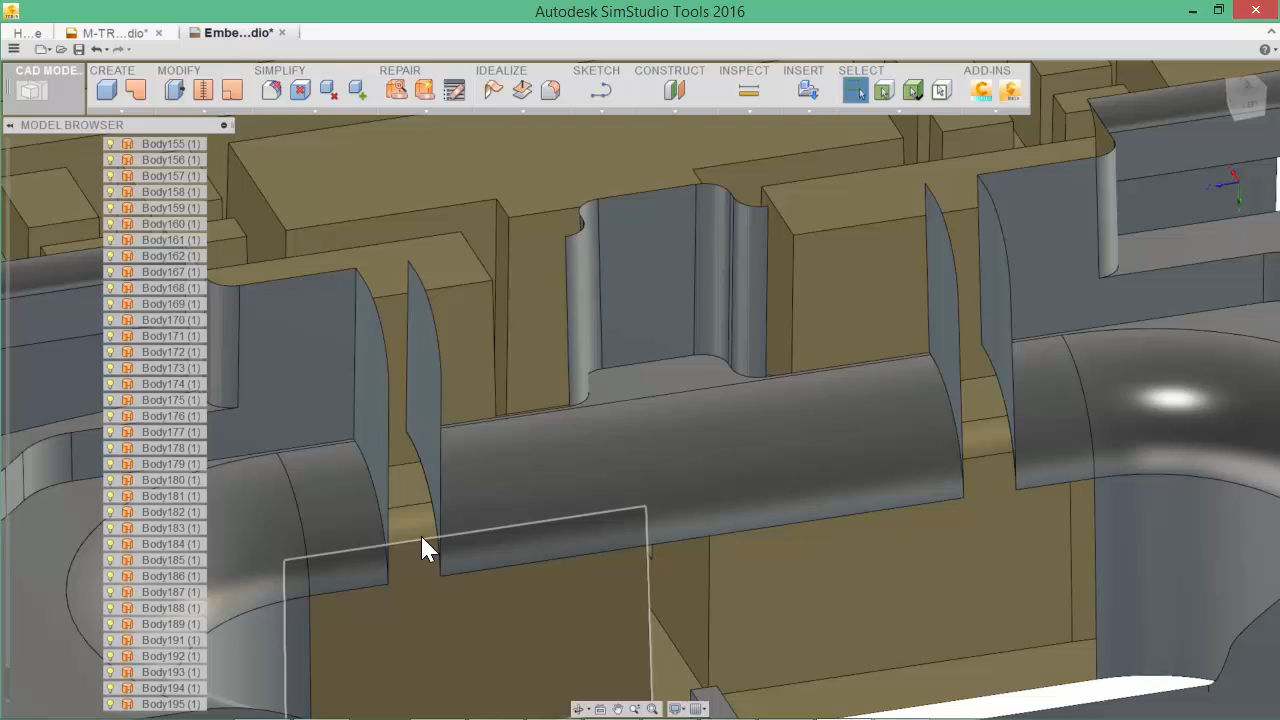 Autodesk SimStudio Tools 2016
H...e
M-TR...dio*
Embe...dio*
CAD MODE...
CREATE
MODIFY
SIMPLIFY
REPAIR
IDEALIZE
SKETCH
CONSTRUCT
INSPECT
INSERT
SELECT
ADD-INS
MODEL BROWSER
Body155 (1)
Body156 (1)
Body157 (1)
Body158 (1)
Body159 (1)
Body160 (1)
Body161 (1)
Body162 (1)
Body167 (1)
Body168 (1)
Body169 (1)
Body170 (1)
Body171 (1)
Body172 (1)
Body173 (1)
Body174 (1)
Body175 (1)
Body176 (1)
Body177 (1)
Body178 (1)
Body179 (1)
Body180 (1)
Body181 (1)
Body182 (1)
Body183 (1)
Body184 (1)
Body185 (1)
Body186 (1)
Body187 (1)
Body188 (1)
Body189 (1)
Body191 (1)
Body192 (1)
Body193 (1)
Body194 (1)
Body195 (1)